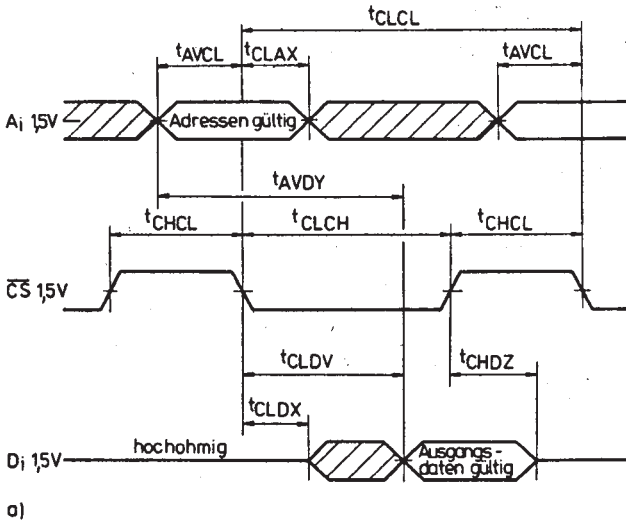 tCLCL
tAVCL tCLAX tAVCL
Ai 1,5V Adressen gültig
tAVDY
tCHCL tCLCH tCHCL
CS 1,5V
tCLDV tCHDZ
tCLDX
hochohmig
Di 1,5V
Ausgangs-
daten gültig
a)